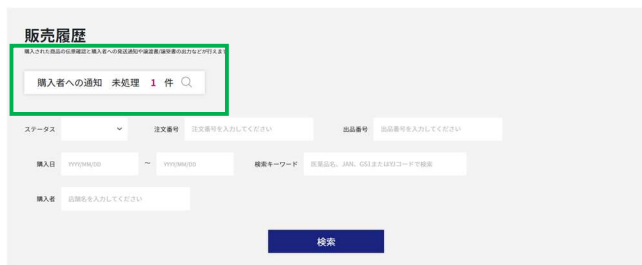 販売履歴
購入された商品の伝票確認と購入者への発送通知や譲渡書/譲受書の出力などが行えます
購入者への通知 未処理 1 件
ステータス 注文番号 注文番号を入力してください 出品番号 出品番号を入力してください
購入日 YYYY/MM/DD ~ YYYY/MM/DD 検索キーワード 医薬品名、JAN、GS1またはYJコードで検索
購入者 店舗名を入力してください
検索